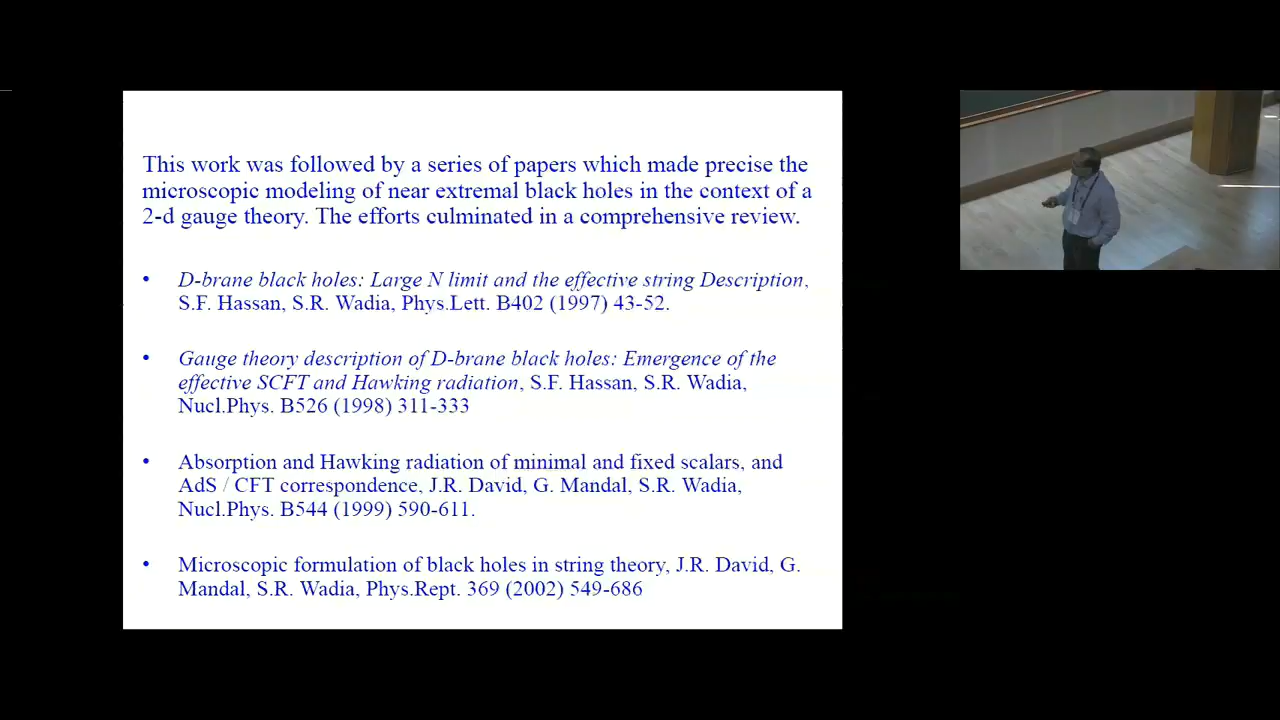 This work was followed by a series of papers which made precise the
microscopic modeling of near extremal black holes in the context of a
2-d gauge theory. The efforts culminated in a comprehensive review.
• D-brane black holes: Large N limit and the effective string Description,
S.F. Hassan, S.R. Wadia, Phys.Lett. B402 (1997) 43-52.
• Gauge theory description of D-brane black holes: Emergence of the
effective SCFT and Hawking radiation, S.F. Hassan, S.R. Wadia,
Nucl.Phys. B526 (1998) 311-333
• Absorption and Hawking radiation of minimal and fixed scalars, and
AdS / CFT correspondence, J.R. David, G. Mandal, S.R. Wadia,
Nucl.Phys. B544 (1999) 590-611.
• Microscopic formulation of black holes in string theory, J.R. David, G.
Mandal, S.R. Wadia, Phys.Rept. 369 (2002) 549-686